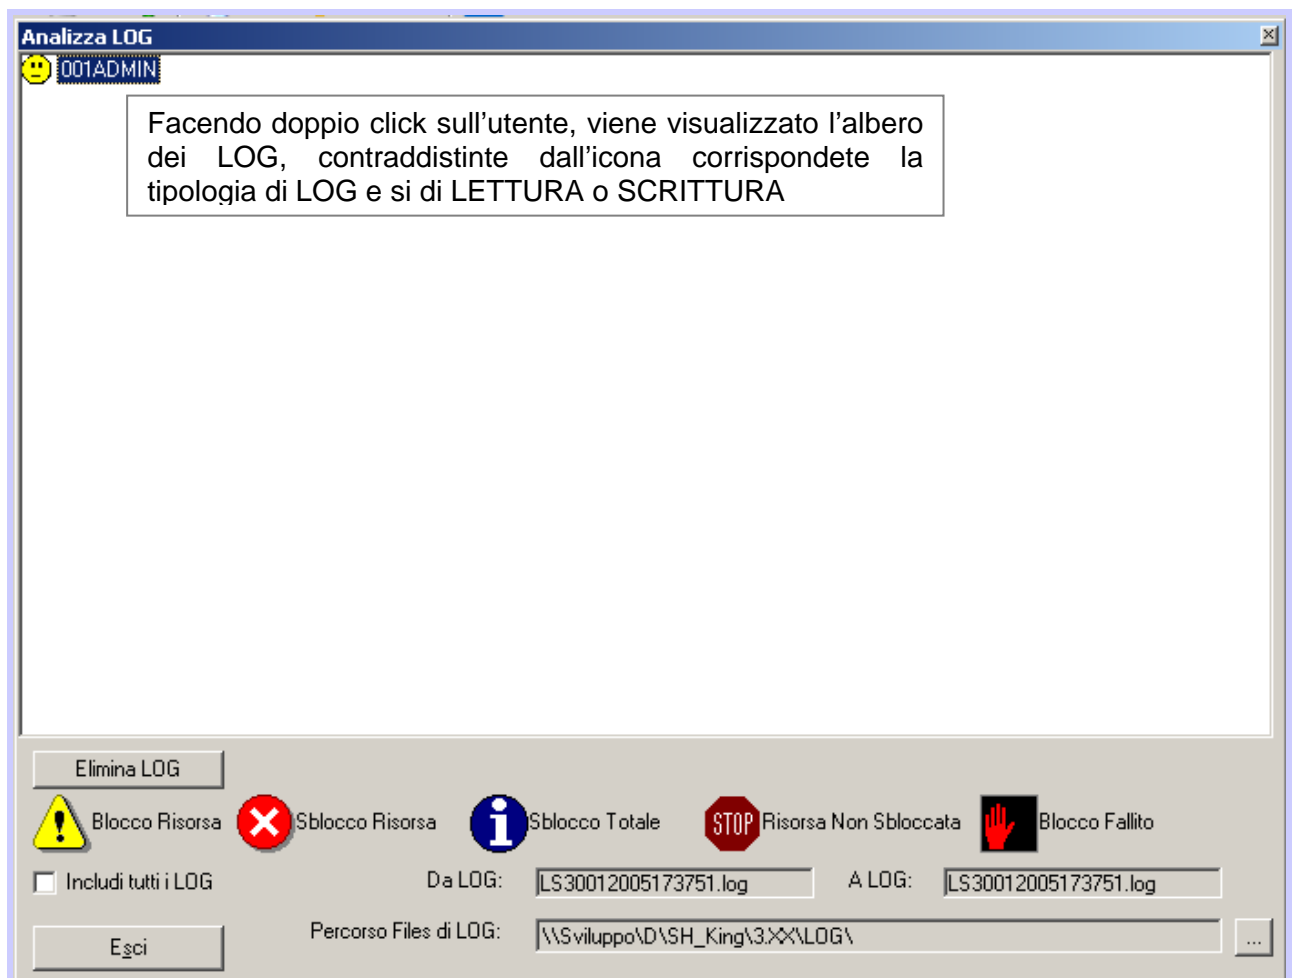 Analizza LOG
001ADMIN
Facendo doppio click sull'utente, viene visualizzato l'albero
dei LOG, contraddistinte dall'icona corrispondete la
tipologia di LOG e si di LETTURA o SCRITTURA
Elimina LOG
Blocco Risorsa Sblocco Risorsa Sblocco Totale STOP Risorsa Non Sbloccata Blocco Fallito
Includi tutti i LOG Da LOG: LS30012005173751.log A LOG: LS30012005173751.log
Percorso Files di LOG: \\Sviluppo\D\SH_King\3.XX\LOG\ ...
Esci